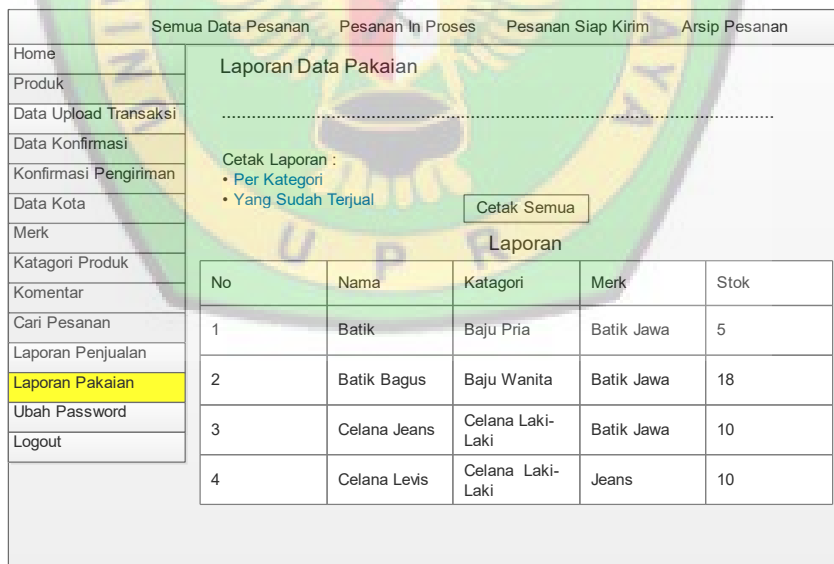 Semua Data Pesanan Pesanan In Proses Pesanan Siap Kirim Arsip Pesanan
Home
Produk
Data Upload Transaksi
Data Konfirmasi
Konfirmasi Pengiriman
Data Kota
Merk
Katagori Produk
Komentar
Cari Pesanan
Laporan Penjualan
Laporan Pakaian
Ubah Password
Logout
Laporan Data Pakaian
Cetak Laporan :
• Per Kategori
• Yang Sudah Terjual
Cetak Semua
Laporan
No Nama Katagori Merk Stok
1 Batik Baju Pria Batik Jawa 5
2 Batik Bagus Baju Wanita Batik Jawa 18
3 Celana Jeans Celana Laki-
Laki Batik Jawa 10
4 Celana Levis Celana Laki-
Laki Jeans 10
U P R